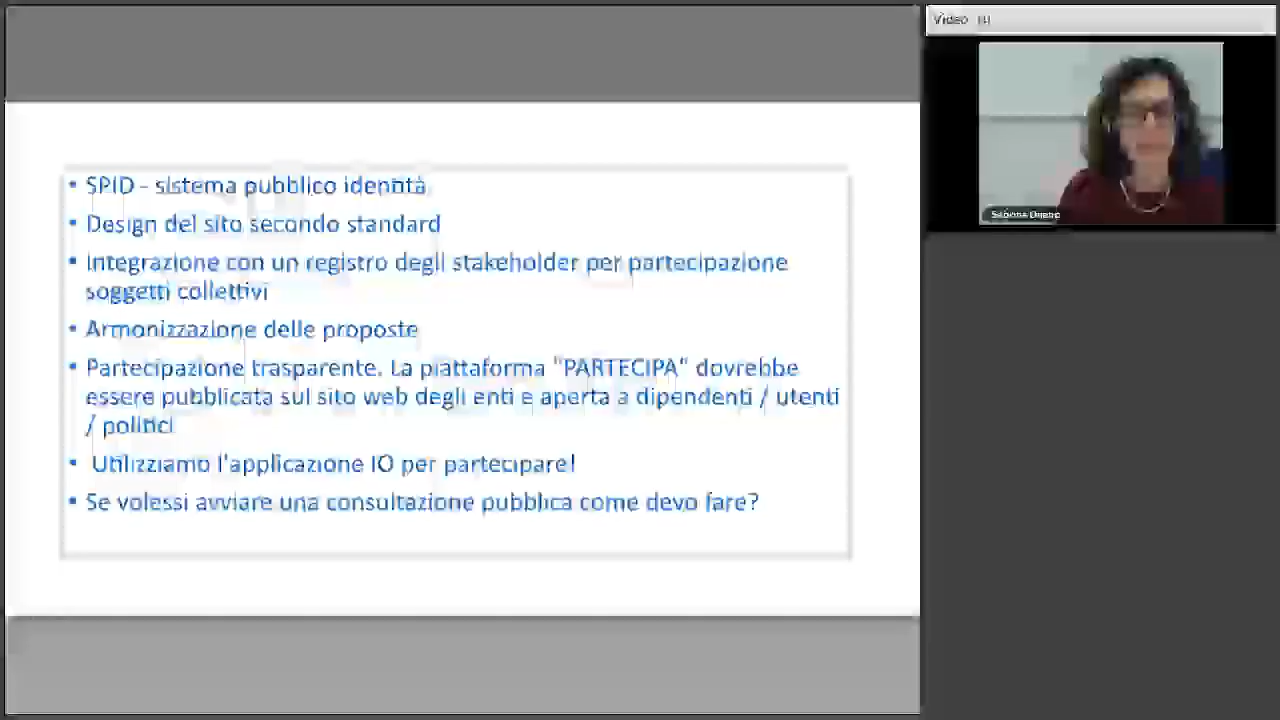 Video
• SPID - sistema pubblico identità
• Design del sito secondo standard
• Integrazione con un registro degli stakeholder per partecipazione
soggetti collettivi
• Armonizzazione delle proposte
• Partecipazione trasparente. La piattaforma "PARTECIPA" dovrebbe
essere pubblicata sul sito web degli enti e aperta a dipendenti / utenti
/ politici
• Utilizziamo l'applicazione IO per partecipare!
• Se volessi avviare una consultazione pubblica come devo fare?